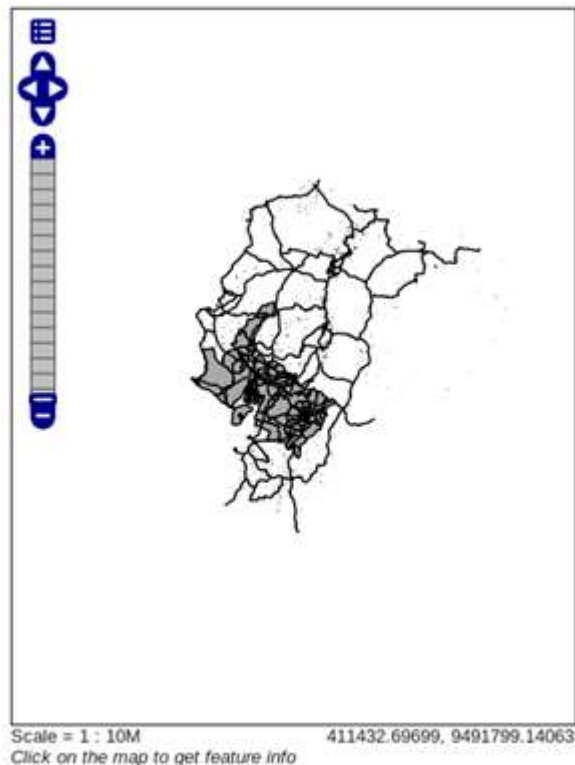 Scale = 1 : 10M 411432.69699, 9491799.14063
Click on the map to get feature info